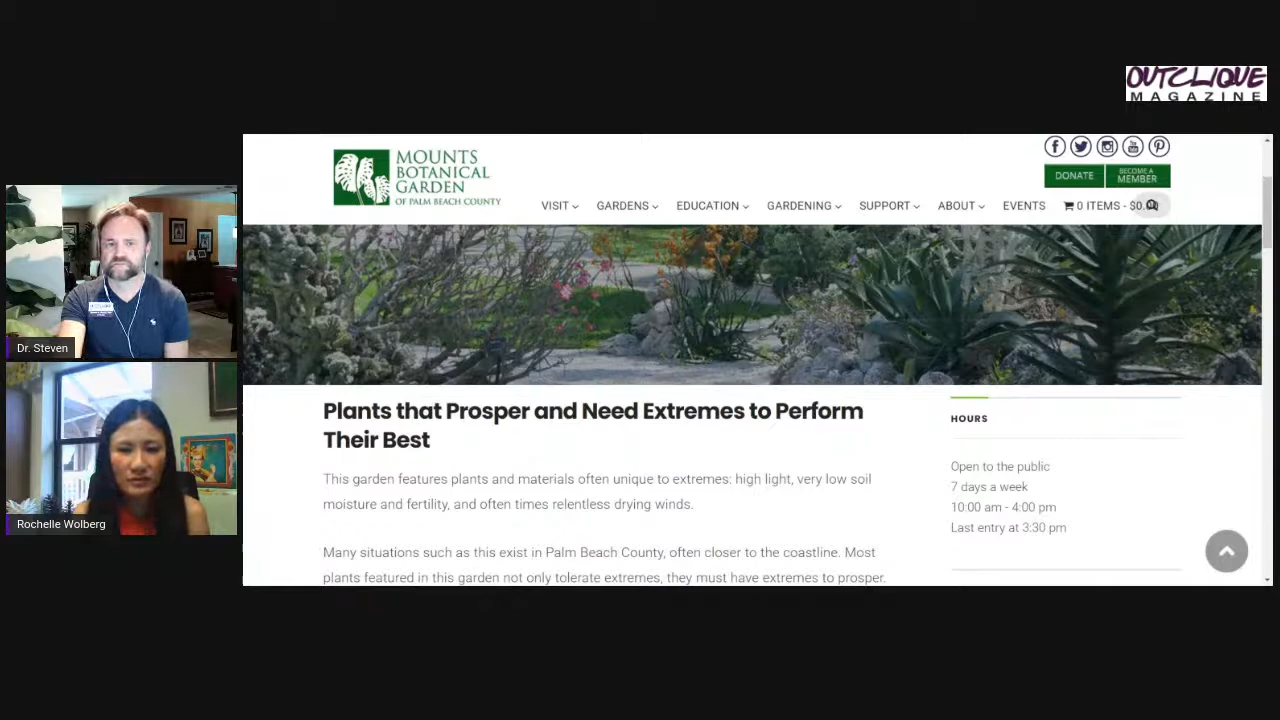 OUTCLIQUE
MAGAZINE
MOUNTS
BOTANICAL
GARDEN
OF PALM BEACH COUNTY
DONATE
BECOME A
MEMBER
VISIT
GARDENS
EDUCATION
GARDENING
SUPPORT
ABOUT
EVENTS
0 ITEMS - $0.
Plants that Prosper and Need Extremes to Perform
Their Best
This garden features plants and materials often unique to extremes: high light, very low soil
moisture and fertility, and often times relentless drying winds.
Many situations such as this exist in Palm Beach County, often closer to the coastline. Most
plants featured in this garden not only tolerate extremes, they must have extremes to prosper.
HOURS
Open to the public
7 days a week
10:00 am - 4:00 pm
Last entry at 3:30 pm
Dr. Steven
Rochelle Wolberg